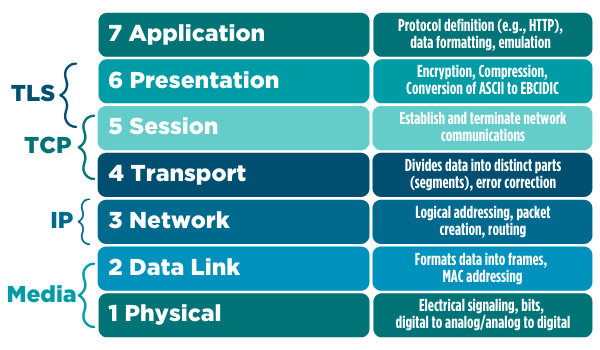 7 Application
Protocol definition (e.g., HTTP),
data formatting, emulation
TLS
6 Presentation
Encryption, Compression,
Conversion of ASCII to EBCIDIC
5 Session
Establish and terminate network
communications
TCP
4 Transport
Divides data into distinct parts
(segments), error correction
IP
3 Network
Logical addressing, packet
creation, routing
2 Data Link
Formats data into frames,
MAC addressing
Media
1 Physical
Electrical signaling, bits,
digital to analog/analog to digital